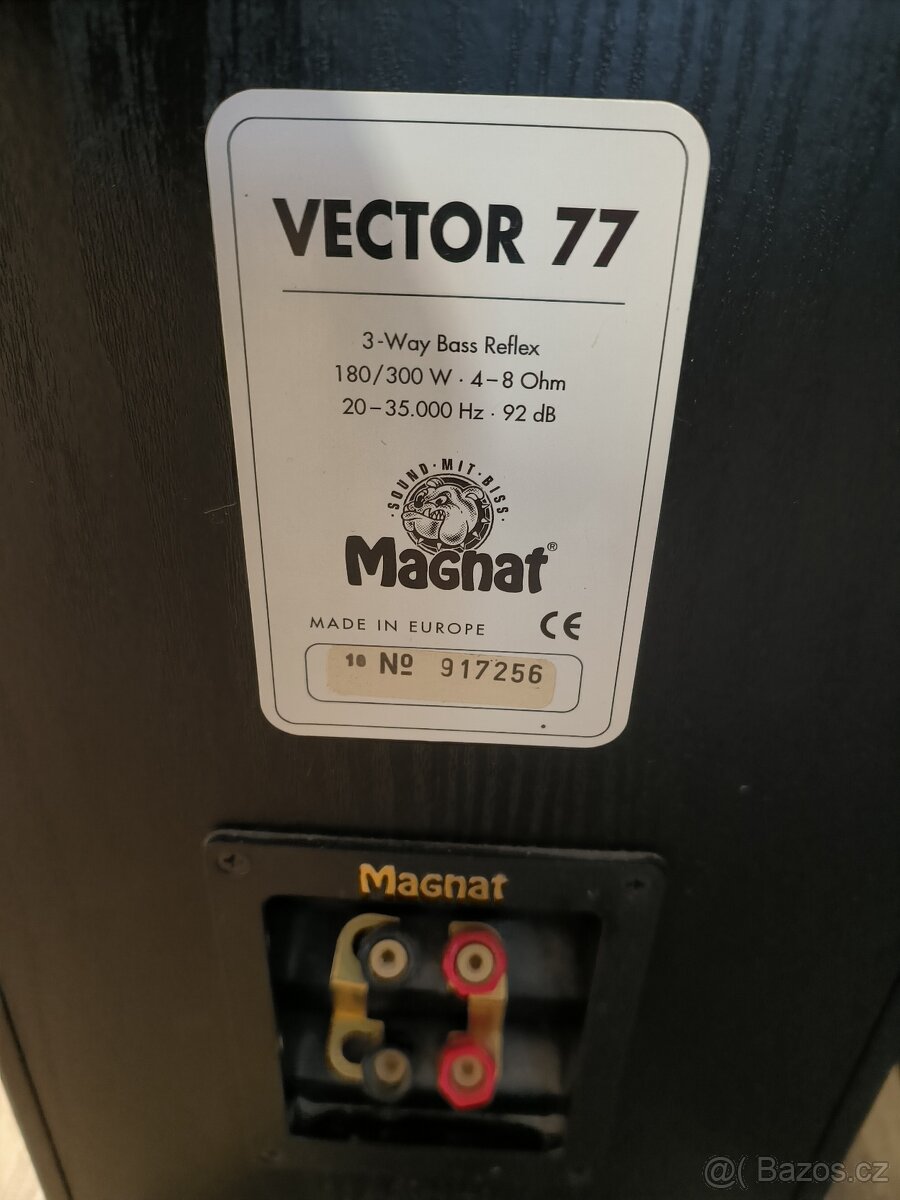 VECTOR 77
3-Way Bass Reflex
180/300 W · 4–8 Ohm
20–35.000 Hz · 92 dB
·SOUND·MIT·BISS·
Magnat®
MADE IN EUROPE CE
10 Nº 917256
Magnat
@( Bazos.cz